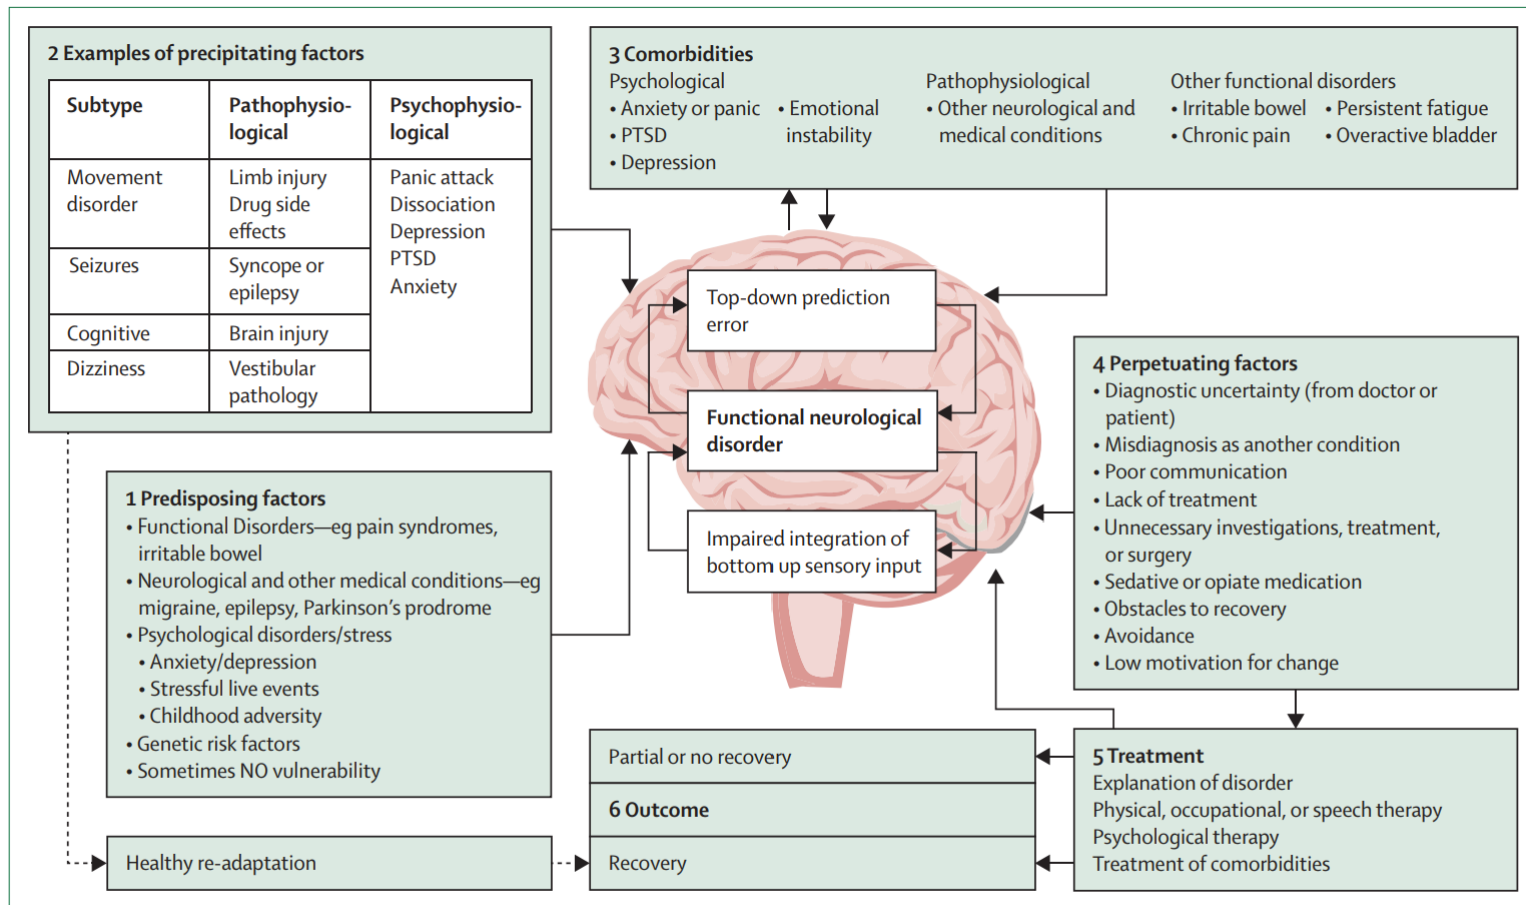 2 Examples of precipitating factors
Subtype
Pathophysio-
logical
Psychophysio-
logical
Movement
disorder
Limb injury
Drug side
effects
Panic attack
Dissociation
Depression
PTSD
Anxiety
Seizures
Syncope or
epilepsy
Cognitive
Brain injury
Dizziness
Vestibular
pathology
3 Comorbidities
Psychological
• Anxiety or panic
• PTSD
• Depression
• Emotional
instability
Pathophysiological
• Other neurological and
medical conditions
Other functional disorders
• Irritable bowel
• Chronic pain
• Persistent fatigue
• Overactive bladder
Top-down prediction
error
Functional neurological
disorder
Impaired integration of
bottom up sensory input
1 Predisposing factors
• Functional Disorders—eg pain syndromes,
irritable bowel
• Neurological and other medical conditions—eg
migraine, epilepsy, Parkinson's prodrome
• Psychological disorders/stress
• Anxiety/depression
• Stressful live events
• Childhood adversity
• Genetic risk factors
• Sometimes NO vulnerability
4 Perpetuating factors
• Diagnostic uncertainty (from doctor or
patient)
• Misdiagnosis as another condition
• Poor communication
• Lack of treatment
• Unnecessary investigations, treatment,
or surgery
• Sedative or opiate medication
• Obstacles to recovery
• Avoidance
• Low motivation for change
5 Treatment
Explanation of disorder
Physical, occupational, or speech therapy
Psychological therapy
Treatment of comorbidities
Partial or no recovery
6 Outcome
Recovery
Healthy re-adaptation